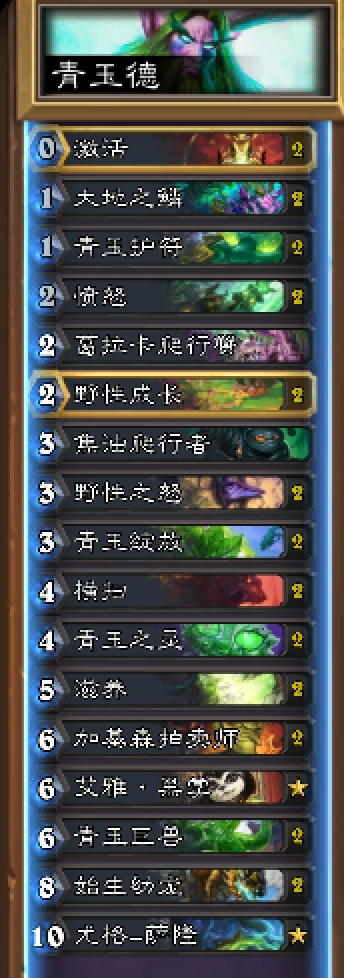 青玉德
0 激活 2
1 大地之鳞 2
1 青玉护符 2
2 愤怒 2
2 葛拉卡爬行蟹
2 野性成长 2
3 焦油爬行者
3 野性之怒 2
3 青玉绽放 2
4 横扫 2
4 青玉之灵 2
5 滋养 2
6 加基森拍卖师 2
6 艾雅·黑掌
6 青玉巨兽 2
8 始生幼龙 2
10 尤格-萨隆